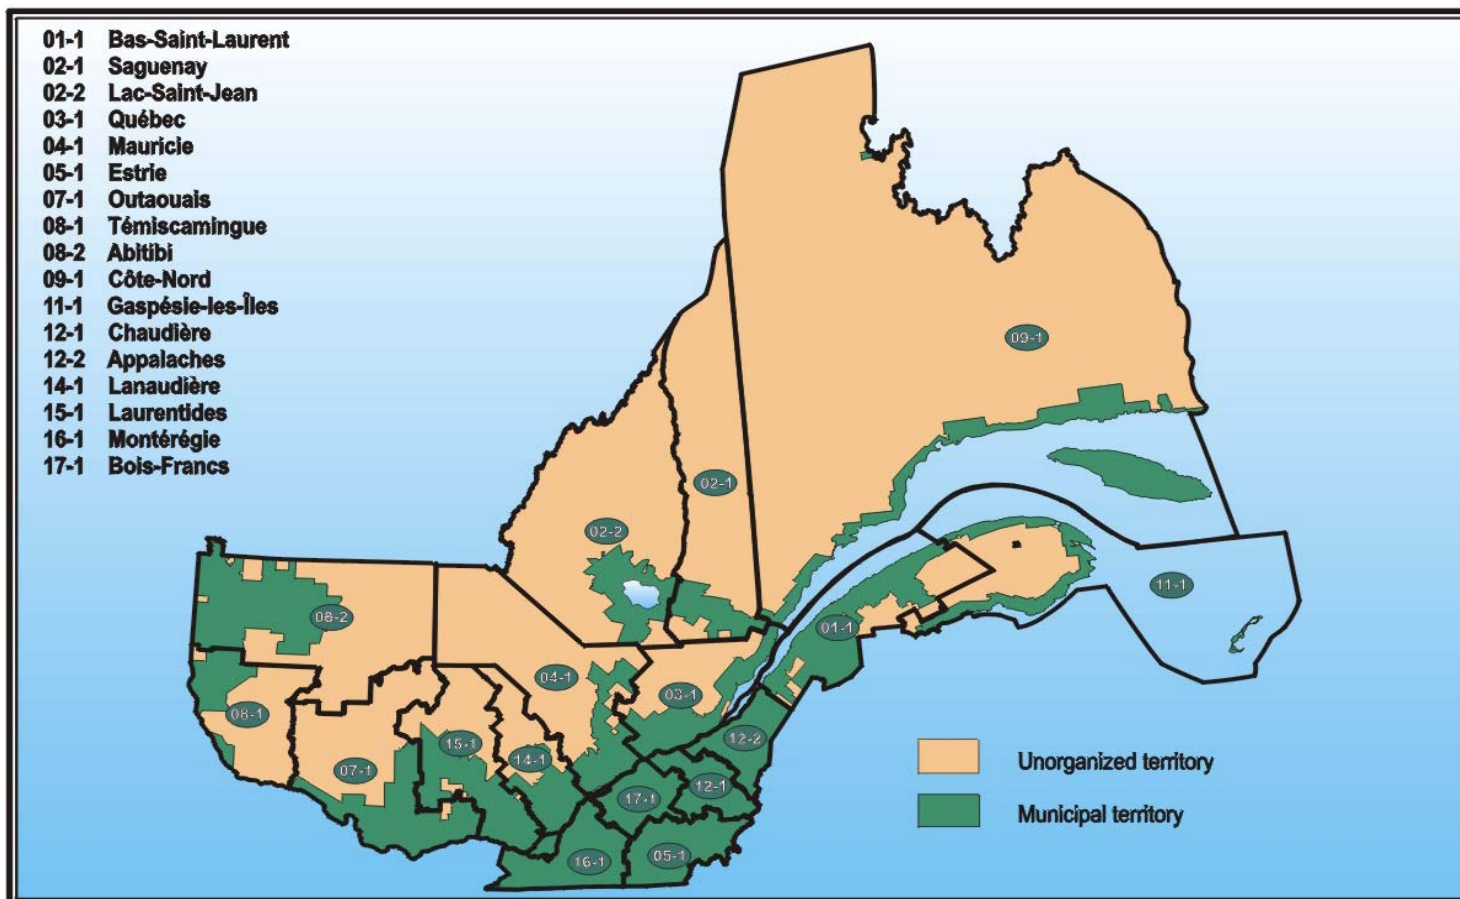 01-1 Bas-Saint-Laurent
02-1 Saguenay
02-2 Lac-Saint-Jean
03-1 Québec
04-1 Mauricie
05-1 Estrie
07-1 Outaouais
08-1 Témiscamingue
08-2 Abitibi
09-1 Côte-Nord
11-1 Gaspésie-les-Îles
12-1 Chaudière
12-2 Appalaches
14-1 Lanaudière
15-1 Laurentides
16-1 Montérégie
17-1 Bois-Francs
09-1
02-1
02-2
11-1
08-2
01-1
04-1
03-1
08-1
15-1
12-2
14-1
07-1
12-1
17-1
16-1
05-1
Unorganized territory
Municipal territory